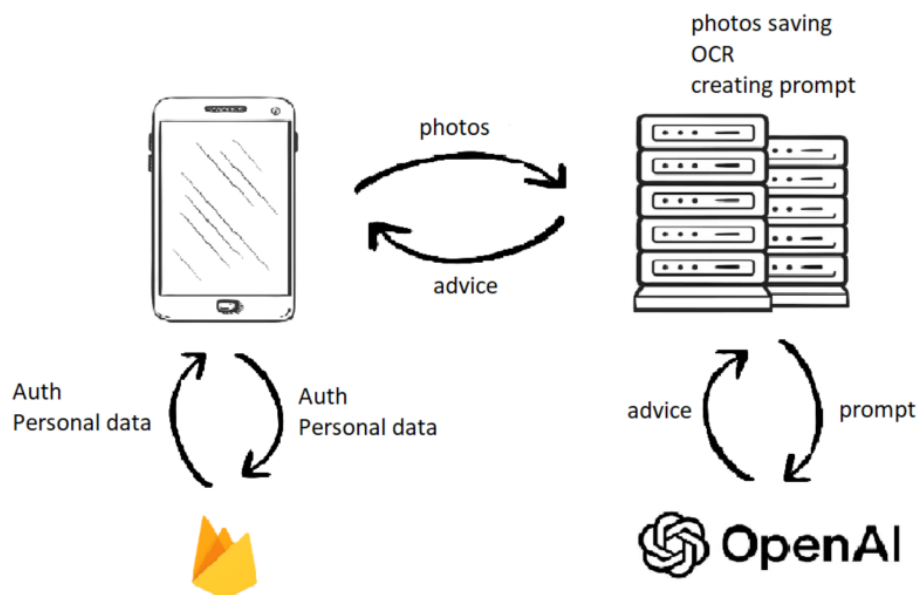 photos saving
OCR
creating prompt
photos
advice
Auth
Personal data
Auth
Personal data
advice
prompt
OpenAI